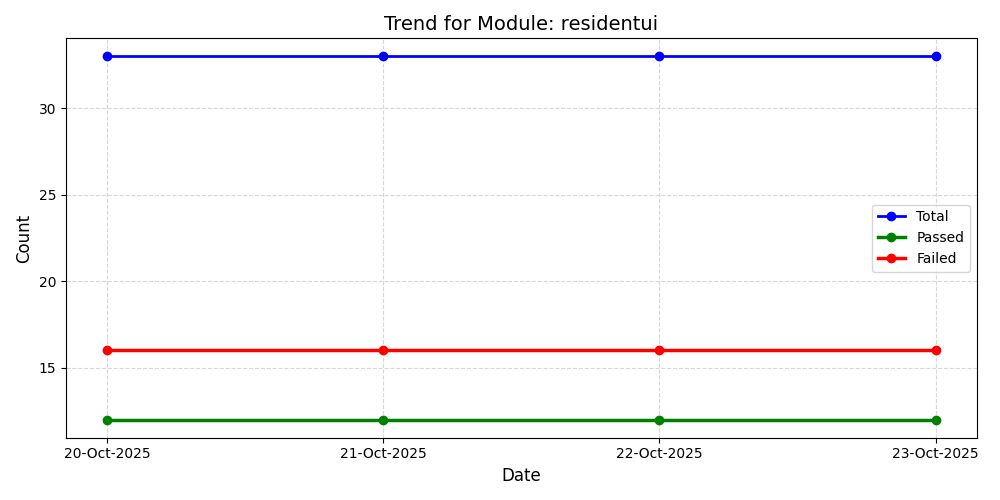 Trend for Module: residentui
Count
30
25
20
15
Total
Passed
Failed
20-Oct-2025
21-Oct-2025
22-Oct-2025
23-Oct-2025
Date